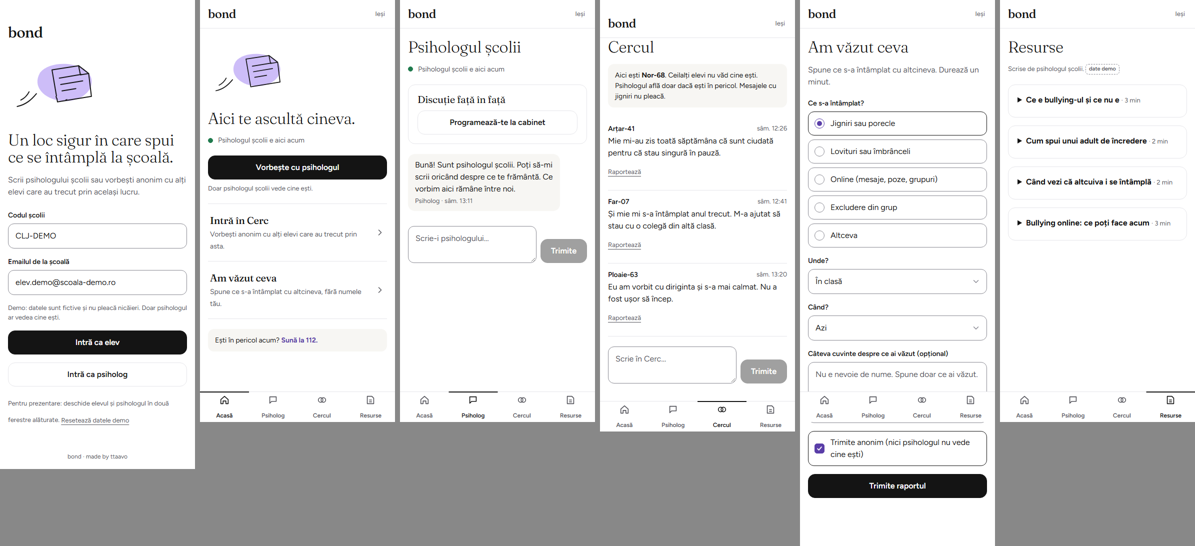 bond
Un loc sigur în care spui
ce se întâmplă la școală.
Scrii psihologului școlii sau vorbești anonim cu alți
elevi care au trecut prin același lucru.
Codul școlii
CLJ-DEMO
Emailul de la școală
elev.demo@scoala-demo.ro
Demo: datele sunt fictive și nu pleacă nicăieri. Doar psihologul
ar vedea cine ești.
Intră ca elev
Intră ca psiholog
Pentru prezentare: deschide elevul și psihologul în două
ferestre alăturate. Resetează datele demo
bond · made by ttaavo
bond
Ieși
Aici te ascultă cineva.
Psihologul școlii e aici acum
Vorbește cu psihologul
Doar psihologul școlii vede cine ești.
Intră în Cerc
Vorbești anonim cu alți elevi care au trecut prin
asta.
Am văzut ceva
Spune ce s-a întâmplat cu altcineva, fără numele
tău.
Ești în pericol acum? Sună la 112.
Acasă
Psiholog
Cercul
Resurse
bond
Ieși
Psihologul școlii
Psihologul școlii e aici acum
Discuție față în față
Programează-te la cabinet
Bună! Sunt psihologul școlii. Poți să-mi
scrii oricând despre ce te frământă. Ce
vorbim aici rămâne între noi.
Psiholog · sâm. 13:11
Scrie-i psihologului...
Trimite
Acasă
Psiholog
Cercul
Resurse
bond
Ieși
Cercul
Aici ești Nor-68. Ceilalți elevi nu văd cine ești.
Psihologul află doar dacă ești în pericol. Mesajele cu
jigniri nu pleacă.
Arțar-41
sâm. 12:26
Mie mi-au zis toată săptămâna că sunt ciudată
pentru că stau singură în pauză.
Raportează
Far-07
sâm. 12:41
Și mie mi s-a întâmplat anul trecut. M-a ajutat să
stau cu o colegă din altă clasă.
Raportează
Ploaie-63
sâm. 13:20
Eu am vorbit cu diriginta și s-a mai calmat. Nu a
fost ușor să încep.
Raportează
Scrie în Cerc...
Trimite
Acasă
Psiholog
Cercul
Resurse
bond
Ieși
Am văzut ceva
Spune ce s-a întâmplat cu altcineva. Durează un
minut.
Ce s-a întâmplat?
Jigniri sau porecle
Lovituri sau îmbrânceli
Online (mesaje, poze, grupuri)
Excludere din grup
Altceva
Unde?
În clasă
Când?
Azi
Câteva cuvinte despre ce ai văzut (opțional)
Nu e nevoie de nume. Spune doar ce ai văzut.
Acasă
Psiholog
Cercul
Resurse
Trimite anonim (nici psihologul nu vede
cine ești)
Trimite raportul
bond
Ieși
Resurse
Scrise de psihologul școlii. date demo
Ce e bullying-ul și ce nu e · 3 min
Cum spui unui adult de încredere · 2 min
Când vezi că altcuiva i se întâmplă · 2 min
Bullying online: ce poți face acum · 3 min
Acasă
Psiholog
Cercul
Resurse